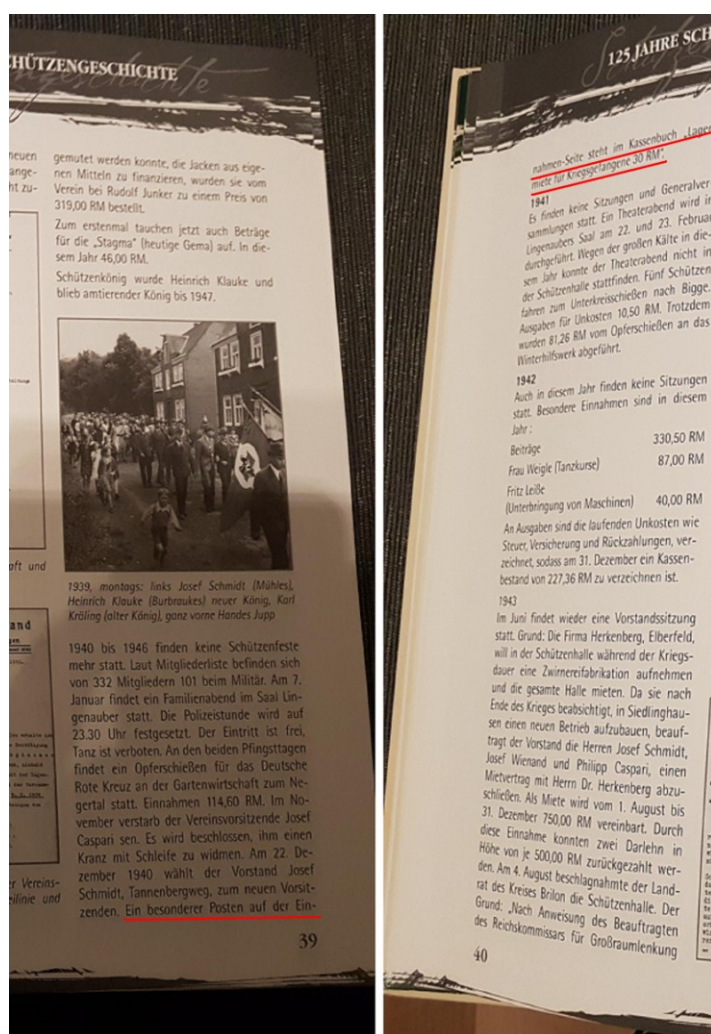 HÜTZENGESCHICHTE
neuen
ange-
ht zu-
gemutet werden konnte, die Jacken aus eige-
nen Mitteln zu finanzieren, wurden sie vom
Verein bei Rudolf Junker zu einem Preis von
319,00 RM bestellt.
Zum erstenmal tauchen jetzt auch Beträge
für die „Stagma" (heutige Gema) auf. In die-
sem Jahr 46,00 RM.
Schützenkönig wurde Heinrich Klauke und
blieb amtierender König bis 1947.
aft und
and
1939, montags: links Josef Schmidt (Mühles),
Heinrich Klauke (Burbraukes) neuer König, Karl
Kröling (alter König), ganz vorne Handes Jupp
1940 bis 1946 finden keine Schützenfeste
mehr statt. Laut Mitgliederliste befinden sich
von 332 Mitgliedern 101 beim Militär. Am 7.
Januar findet ein Familienabend im Saal Lin-
genauber statt. Die Polizeistunde wird auf
23.30 Uhr festgesetzt. Der Eintritt ist frei,
Tanz ist verboten. An den beiden Pfingsttagen
findet ein Opferschießen für das Deutsche
Rote Kreuz an der Gartenwirtschaft zum Ne-
gertal statt. Einnahmen 114,60 RM. Im No-
vember verstarb der Vereinsvorsitzende Josef
Caspari sen. Es wird beschlossen, ihm einen
Kranz mit Schleife zu widmen. Am 22. De-
zember 1940 wählt der Vorstand Josef
Schmidt, Tannenbergweg, zum neuen Vorsit-
zenden. Ein besonderer Posten auf der Ein-
r Vereins-
eilinie und
39
125 JAHRE SCH
nahmen-Seite steht im Kassenbuch „Lager-
miete für Kriegsgefangene 30 RM".
1941
Es finden keine Sitzungen und Generalver
sammlungen statt. Ein Theaterabend wird in
Lingenaubers Saal am 22. und 23. Februar
durchgeführt. Wegen der großen Kälte in die-
sem Jahr konnte der Theaterabend nicht in
der Schützenhalle stattfinden. Fünf Schützen
fahren zum Unterkreisschießen nach Bigge.
Ausgaben für Unkosten 10,50 RM. Trotzdem
wurden 81,26 RM vom Opferschießen an das
Winterhilfswerk abgeführt.
1942
Auch in diesem Jahr finden keine Sitzungen
statt. Besondere Einnahmen sind in diesem
Jahr :
Beiträge 330,50 RM
Frau Weigle (Tanzkurse) 87,00 RM
Fritz Leiße
(Unterbringung von Maschinen) 40,00 RM
An Ausgaben sind die laufenden Unkosten wie
Steuer, Versicherung und Rückzahlungen, ver-
zeichnet, sodass am 31. Dezember ein Kassen-
bestand von 227,36 RM zu verzeichnen ist.
1943
Im Juni findet wieder eine Vorstandssitzung
statt. Grund: Die Firma Herkenberg, Elberfeld,
will in der Schützenhalle während der Kriegs-
dauer eine Zwirnereifabrikation aufnehmen
und die gesamte Halle mieten. Da sie nach
Ende des Krieges beabsichtigt, in Siedlinghau-
sen einen neuen Betrieb aufzubauen, beauf-
tragt der Vorstand die Herren Josef Schmidt,
Josef Wienand und Philipp Caspari, einen
Mietvertrag mit Herrn Dr. Herkenberg abzu-
schließen. Als Miete wird vom 1. August bis
31. Dezember 750,00 RM vereinbart. Durch
diese Einnahme konnten zwei Darlehn in
Höhe von je 500,00 RM zurückgezahlt wer-
den. Am 4. August beschlagnahmte der Land-
rat des Kreises Brilon die Schützenhalle. Der
Grund: „Nach Anweisung des Beauftragten
des Reichskommissars für Großraumlenkung
40